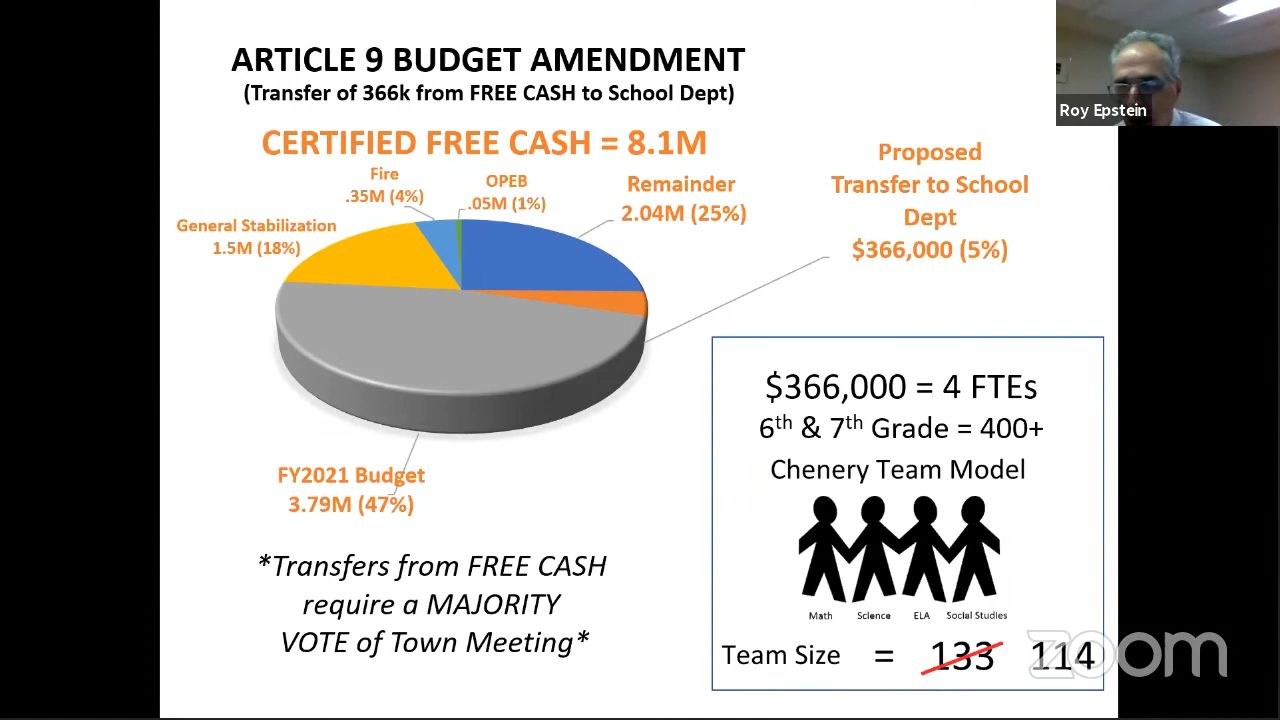 ARTICLE 9 BUDGET AMENDMENT
(Transfer of 366k from FREE CASH to School Dept)
Roy Epstein
CERTIFIED FREE CASH = 8.1M
Fire
.35M (4%)
OPEB
.05M (1%)
Remainder
2.04M (25%)
Proposed
Transfer to School
Dept
$366,000 (5%)
General Stabilization
1.5M (18%)
FY2021 Budget
3.79M (47%)
*Transfers from FREE CASH
require a MAJORITY
VOTE of Town Meeting*
$366,000 = 4 FTEs
6th & 7th Grade = 400+
Chenery Team Model
Math Science ELA Social Studies
Team Size = 133 114
zoom